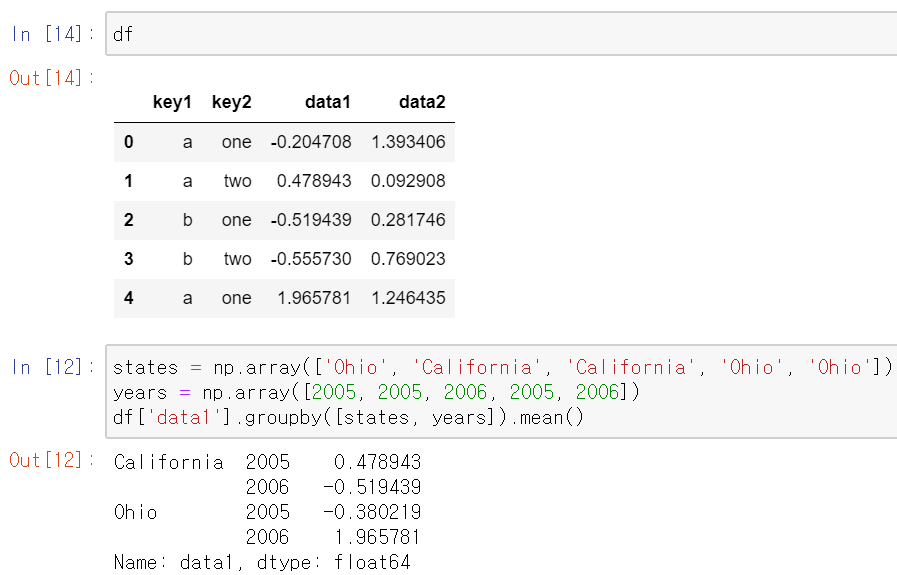 In [14]: df
Out[14]:
key1 key2 data1 data2
0 a one -0.204708 1.393406
1 a two 0.478943 0.092908
2 b one -0.519439 0.281746
3 b two -0.555730 0.769023
4 a one 1.965781 1.246435
In [12]: states = np.array(['Ohio', 'California', 'California', 'Ohio', 'Ohio'])
years = np.array([2005, 2005, 2006, 2005, 2006])
df['data1'].groupby([states, years]).mean()
Out[12]: California 2005 0.478943
2006 -0.519439
Ohio 2005 -0.380219
2006 1.965781
Name: data1, dtype: float64